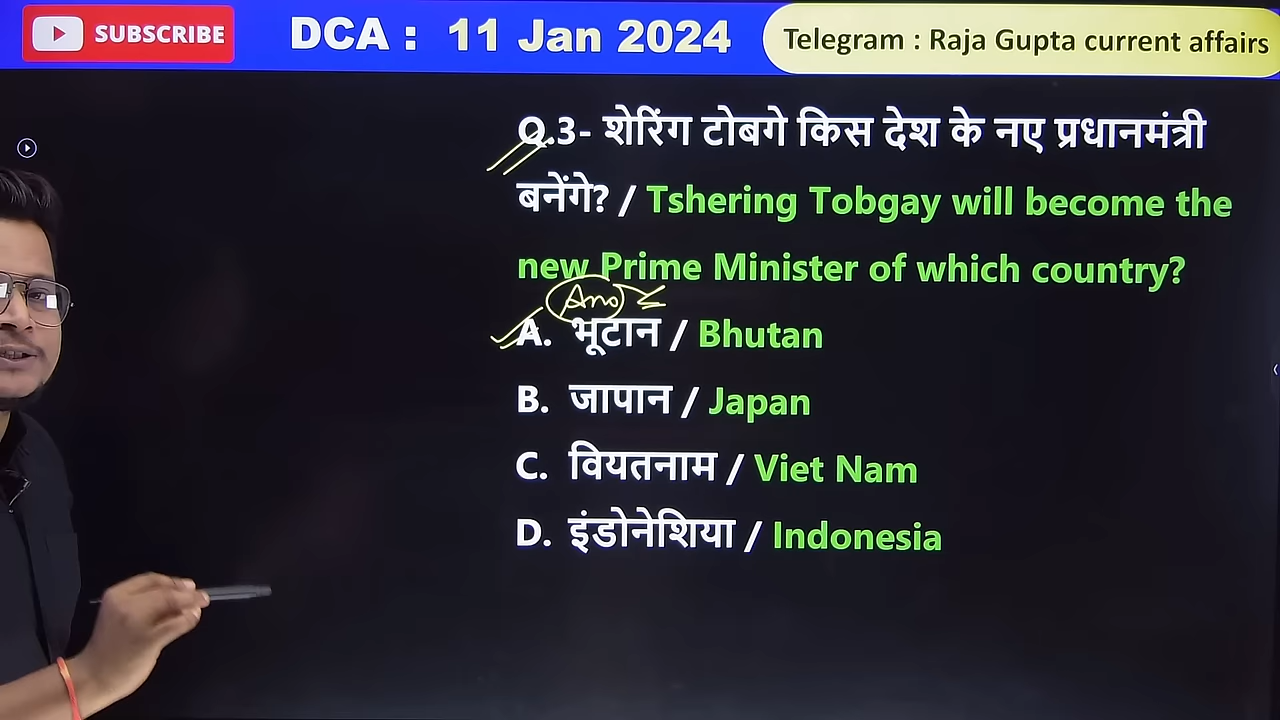 SUBSCRIBE
DCA : 11 Jan 2024
Telegram : Raja Gupta current affairs
Q.3- शेरिंग टोबगे किस देश के नए प्रधानमंत्री
बनेंगे? / Tshering Tobgay will become the
new Prime Minister of which country?
Ans
A. भूटान / Bhutan
B. जापान / Japan
C. वियतनाम / Viet Nam
D. इंडोनेशिया / Indonesia